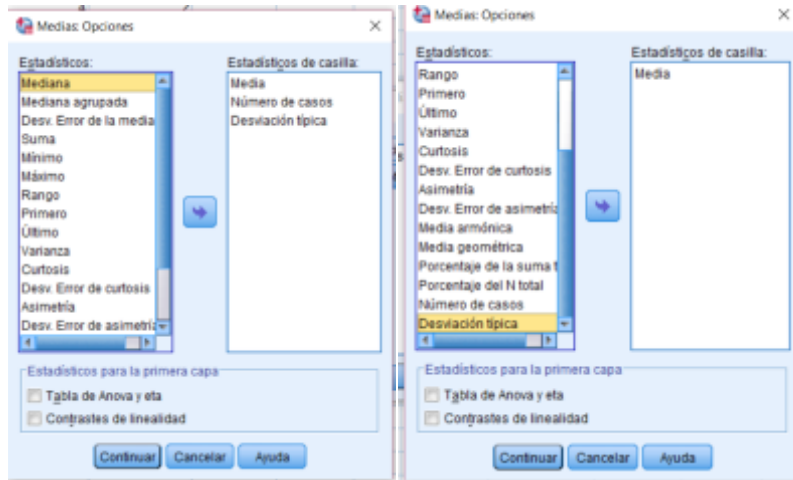 Medias: Opciones
Estadísticos:
Mediana
Mediana agrupada
Desv. Error de la media
Suma
Mínimo
Máximo
Rango
Primero
Último
Varianza
Curtosis
Desv. Error de curtosis
Asimetría
Desv. Error de asimetría
Estadísticos de casilla:
Media
Número de casos
Desviación típica
Estadísticos para la primera capa
Tabla de Anova y eta
Contrastes de linealidad
Continuar Cancelar Ayuda
Medias: Opciones
Estadísticos:
Rango
Primero
Último
Varianza
Curtosis
Desv. Error de curtosis
Asimetría
Desv. Error de asimetría
Media armónica
Media geométrica
Porcentaje de la suma t
Porcentaje del N total
Número de casos
Desviación típica
Estadísticos de casilla:
Media
Estadísticos para la primera capa
Tabla de Anova y eta
Contrastes de linealidad
Continuar Cancelar Ayuda